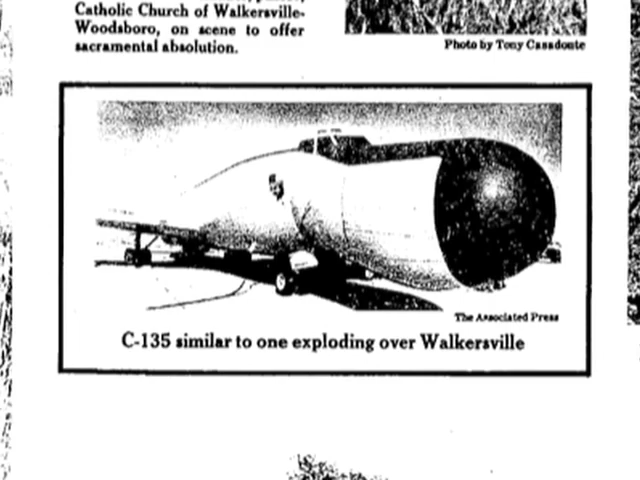 Catholic Church of Walkersville-
Woodsboro, on scene to offer
sacramental absolution.
Photo by Tony Casadonte
The Associated Press
C-135 similar to one exploding over Walkersville